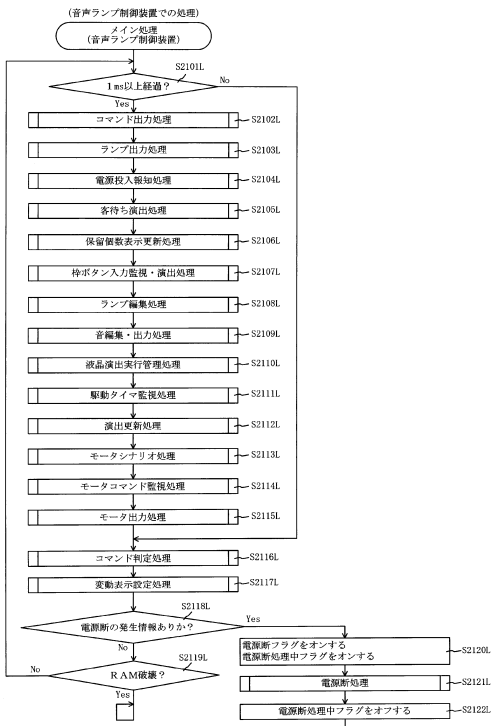 (音声ランプ制御装置での処理)
メイン処理
(音声ランプ制御装置)
S2101L
1ms以上経過？
No
Yes
コマンド出力処理
S2102L
ランプ出力処理
S2103L
電源投入報知処理
S2104L
客待ち演出処理
S2105L
保留個数表示更新処理
S2106L
枠ボタン入力監視・演出処理
S2107L
ランプ編集処理
S2108L
音編集・出力処理
S2109L
液晶演出実行管理処理
S2110L
駆動タイマ監視処理
S2111L
演出更新処理
S2112L
モータシナリオ処理
S2113L
モータコマンド監視処理
S2114L
モータ出力処理
S2115L
コマンド判定処理
S2116L
変動表示設定処理
S2117L
S2118L
電源断の発生情報ありか？
Yes
No
電源断フラグをオンする
電源断処理中フラグをオンする
S2120L
S2119L
RAM破壊？
No
Yes
電源断処理
S2121L
電源断処理中フラグをオフする
S2122L